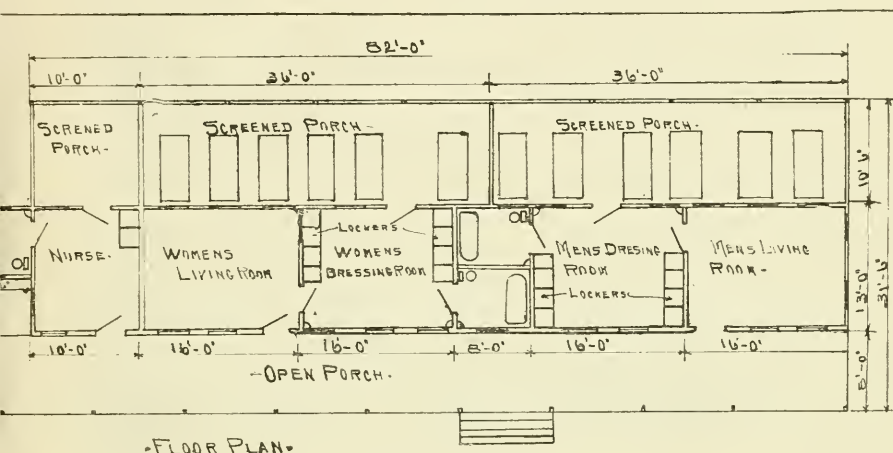 82'-0"
10'-0" 36'-0" 36'-0"
SCREENED
PORCH-
SCREENED PORCH-
SCREENED PORCH-
10'6"
NURSE-
WOMENS
LIVING ROOM
LOCKERS
WOMENS
DRESSING ROOM
MENS DRESING
ROOM
LOCKERS
MENS LIVING
ROOM-
13'-0"
31'-6"
10'-0" 16'-0" 16'-0" 8'-0" 16'-0" 16'-0"
8'-0"
-OPEN PORCH-
-FLOOR PLAN-